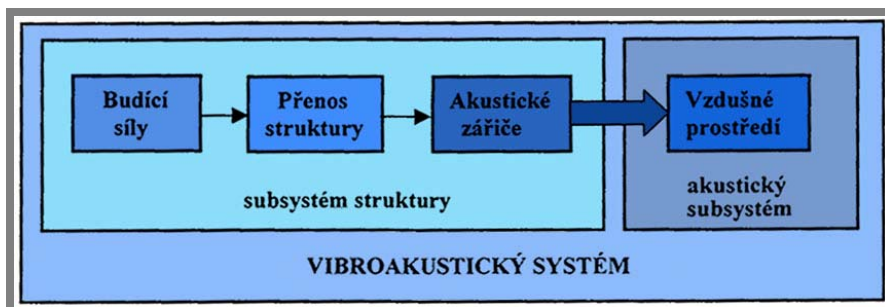 Budící
síly
Přenos
struktury
Akustické
zářiče
Vzdušné
prostředí
subsystém struktury
akustický
subsystém
VIBROAKUSTICKÝ SYSTÉM